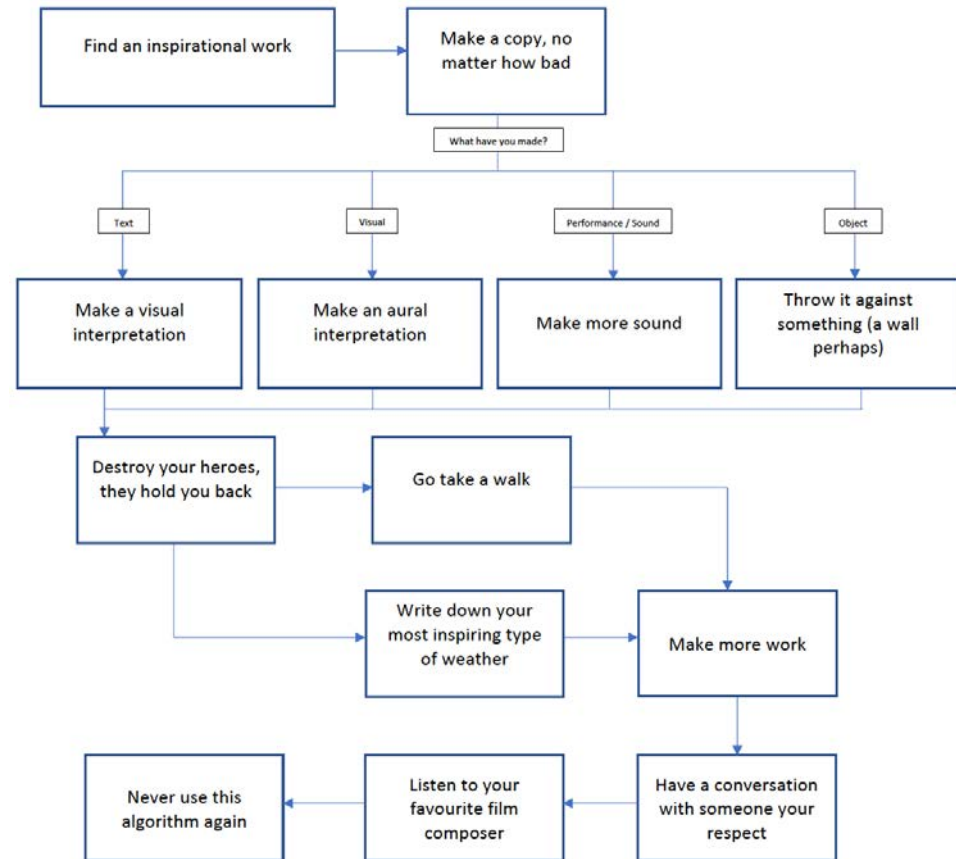 Find an inspirational work
Make a copy, no
matter how bad
What have you made?
Text
Visual
Performance / Sound
Object
Make a visual
interpretation
Make an aural
interpretation
Make more sound
Throw it against
something (a wall
perhaps)
Destroy your heroes,
they hold you back
Go take a walk
Write down your
most inspiring type
of weather
Make more work
Have a conversation
with someone your
respect
Listen to your
favourite film
composer
Never use this
algorithm again